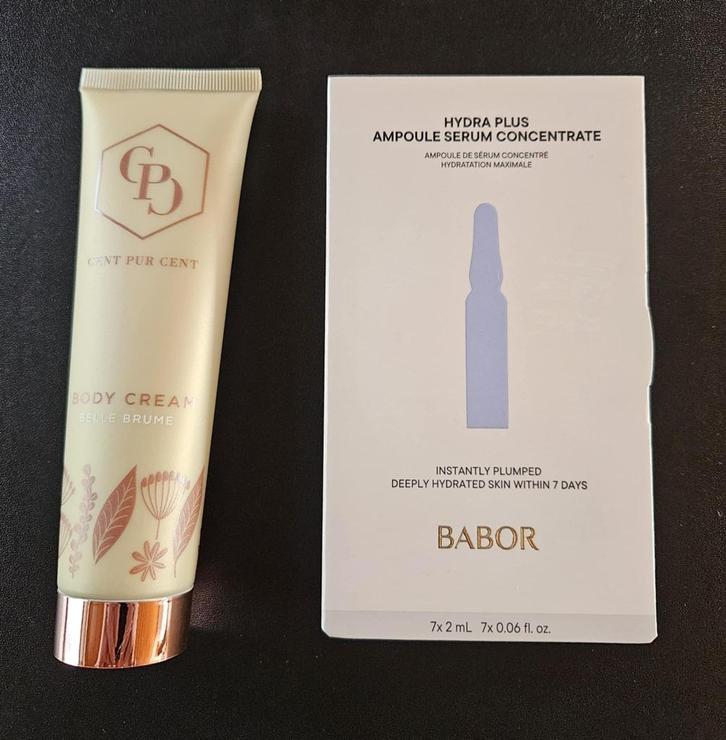 CPC
CENT PUR CENT
BODY CREAM
BELLE BRUME
HYDRA PLUS
AMPOULE SERUM CONCENTRATE
AMPOULE DE SÉRUM CONCENTRÉ
HYDRATATION MAXIMALE
INSTANTLY PLUMPED
DEEPLY HYDRATED SKIN WITHIN 7 DAYS
BABOR
7x 2 mL 7x 0.06 fl. oz.